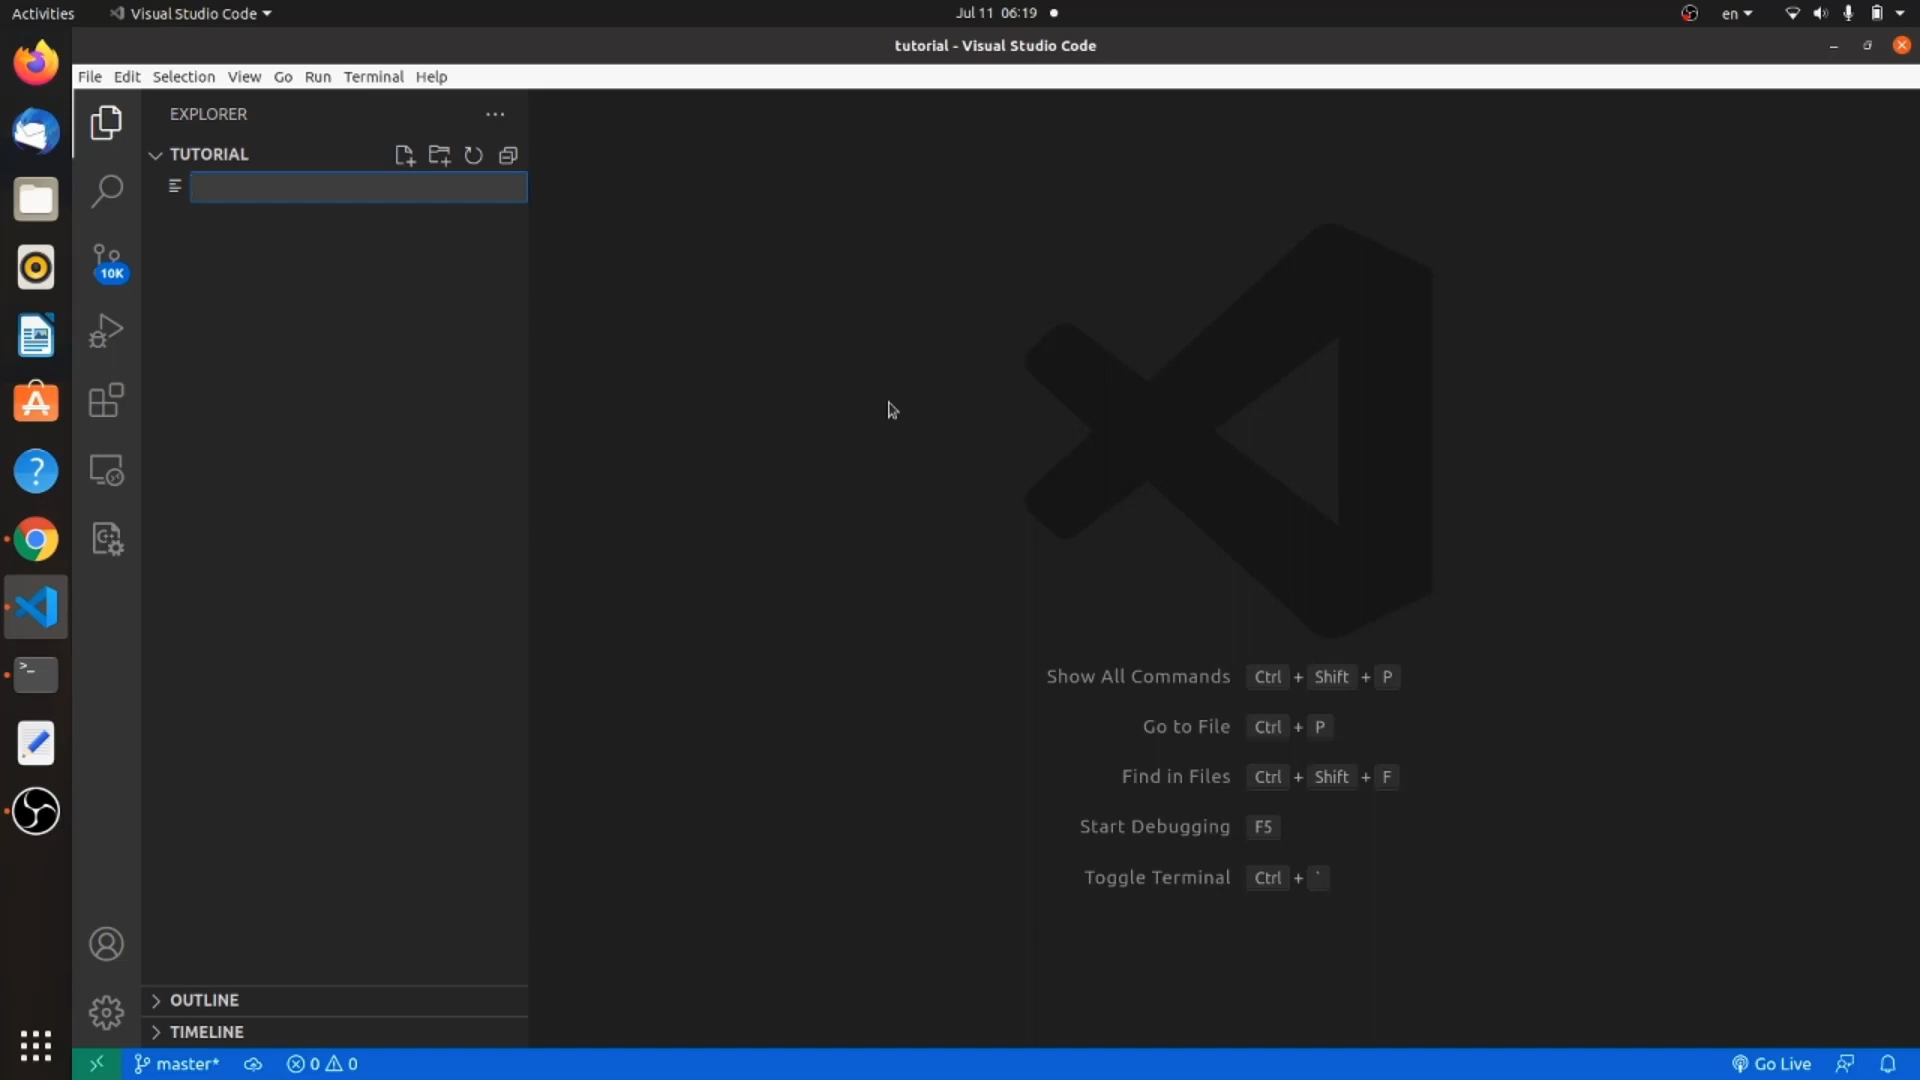 Activities Visual Studio Code Jul 11 06:19 en
tutorial - Visual Studio Code
File Edit Selection View Go Run Terminal Help
EXPLORER
TUTORIAL
10K
Show All Commands Ctrl + Shift + P
Go to File Ctrl + P
Find in Files Ctrl + Shift + F
Start Debugging F5
Toggle Terminal Ctrl + `
OUTLINE
TIMELINE
master* 0 0 Go Live